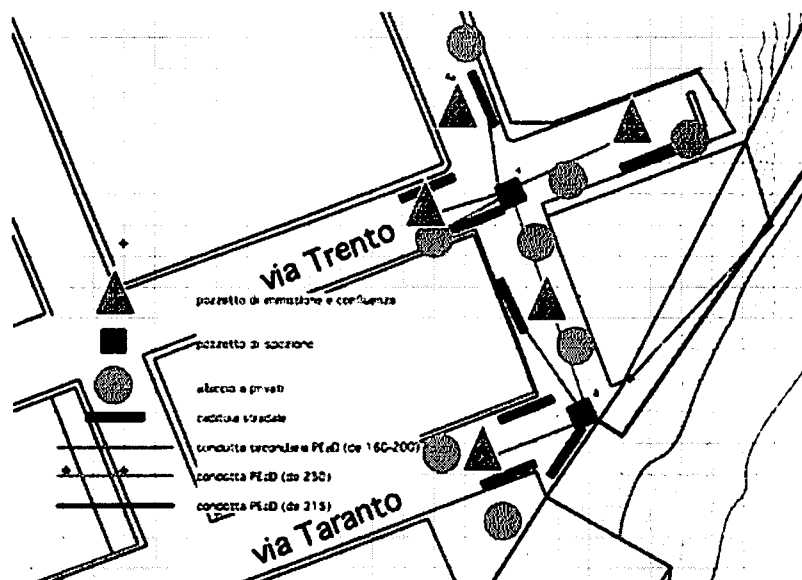 via Trento
pozzetto di immissione e confluenza
pozzetto di ispezione
allaccio a privati
caditoia stradale
condotta secondaria PEaD (de 160-200)
condotta PEaD (de 250)
condotta PEaD (de 315)
via Taranto